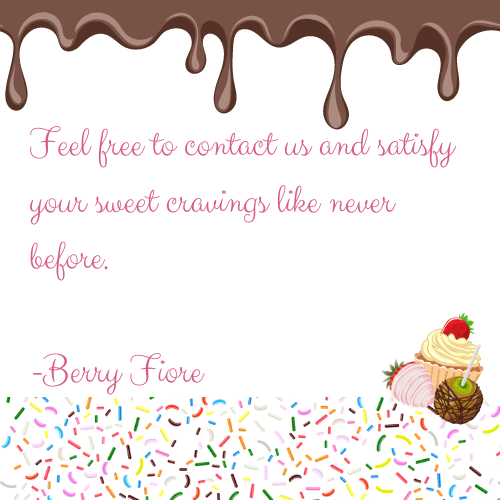 Feel free to contact us and satisfy
your sweet cravings like never
before.
-Berry Fiore